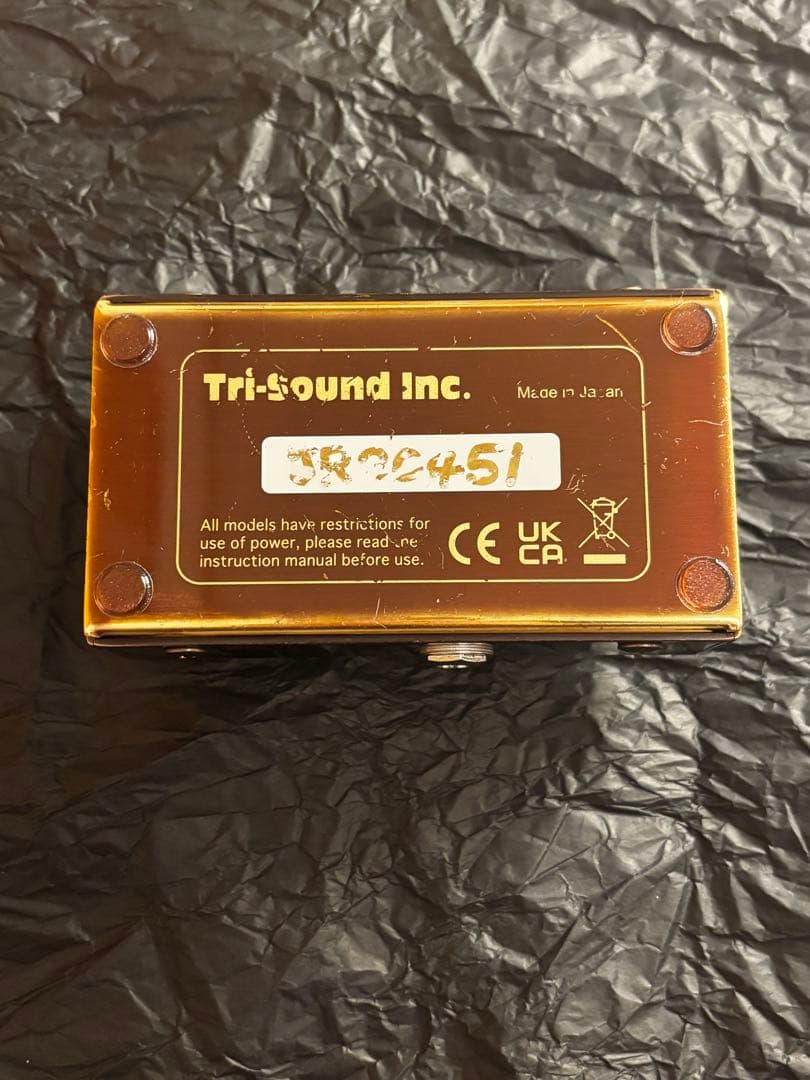 Tri-Sound Inc.
Made in Japan
All models have restrictions for
use of power, please read the
instruction manual before use.
CE
UK
CA